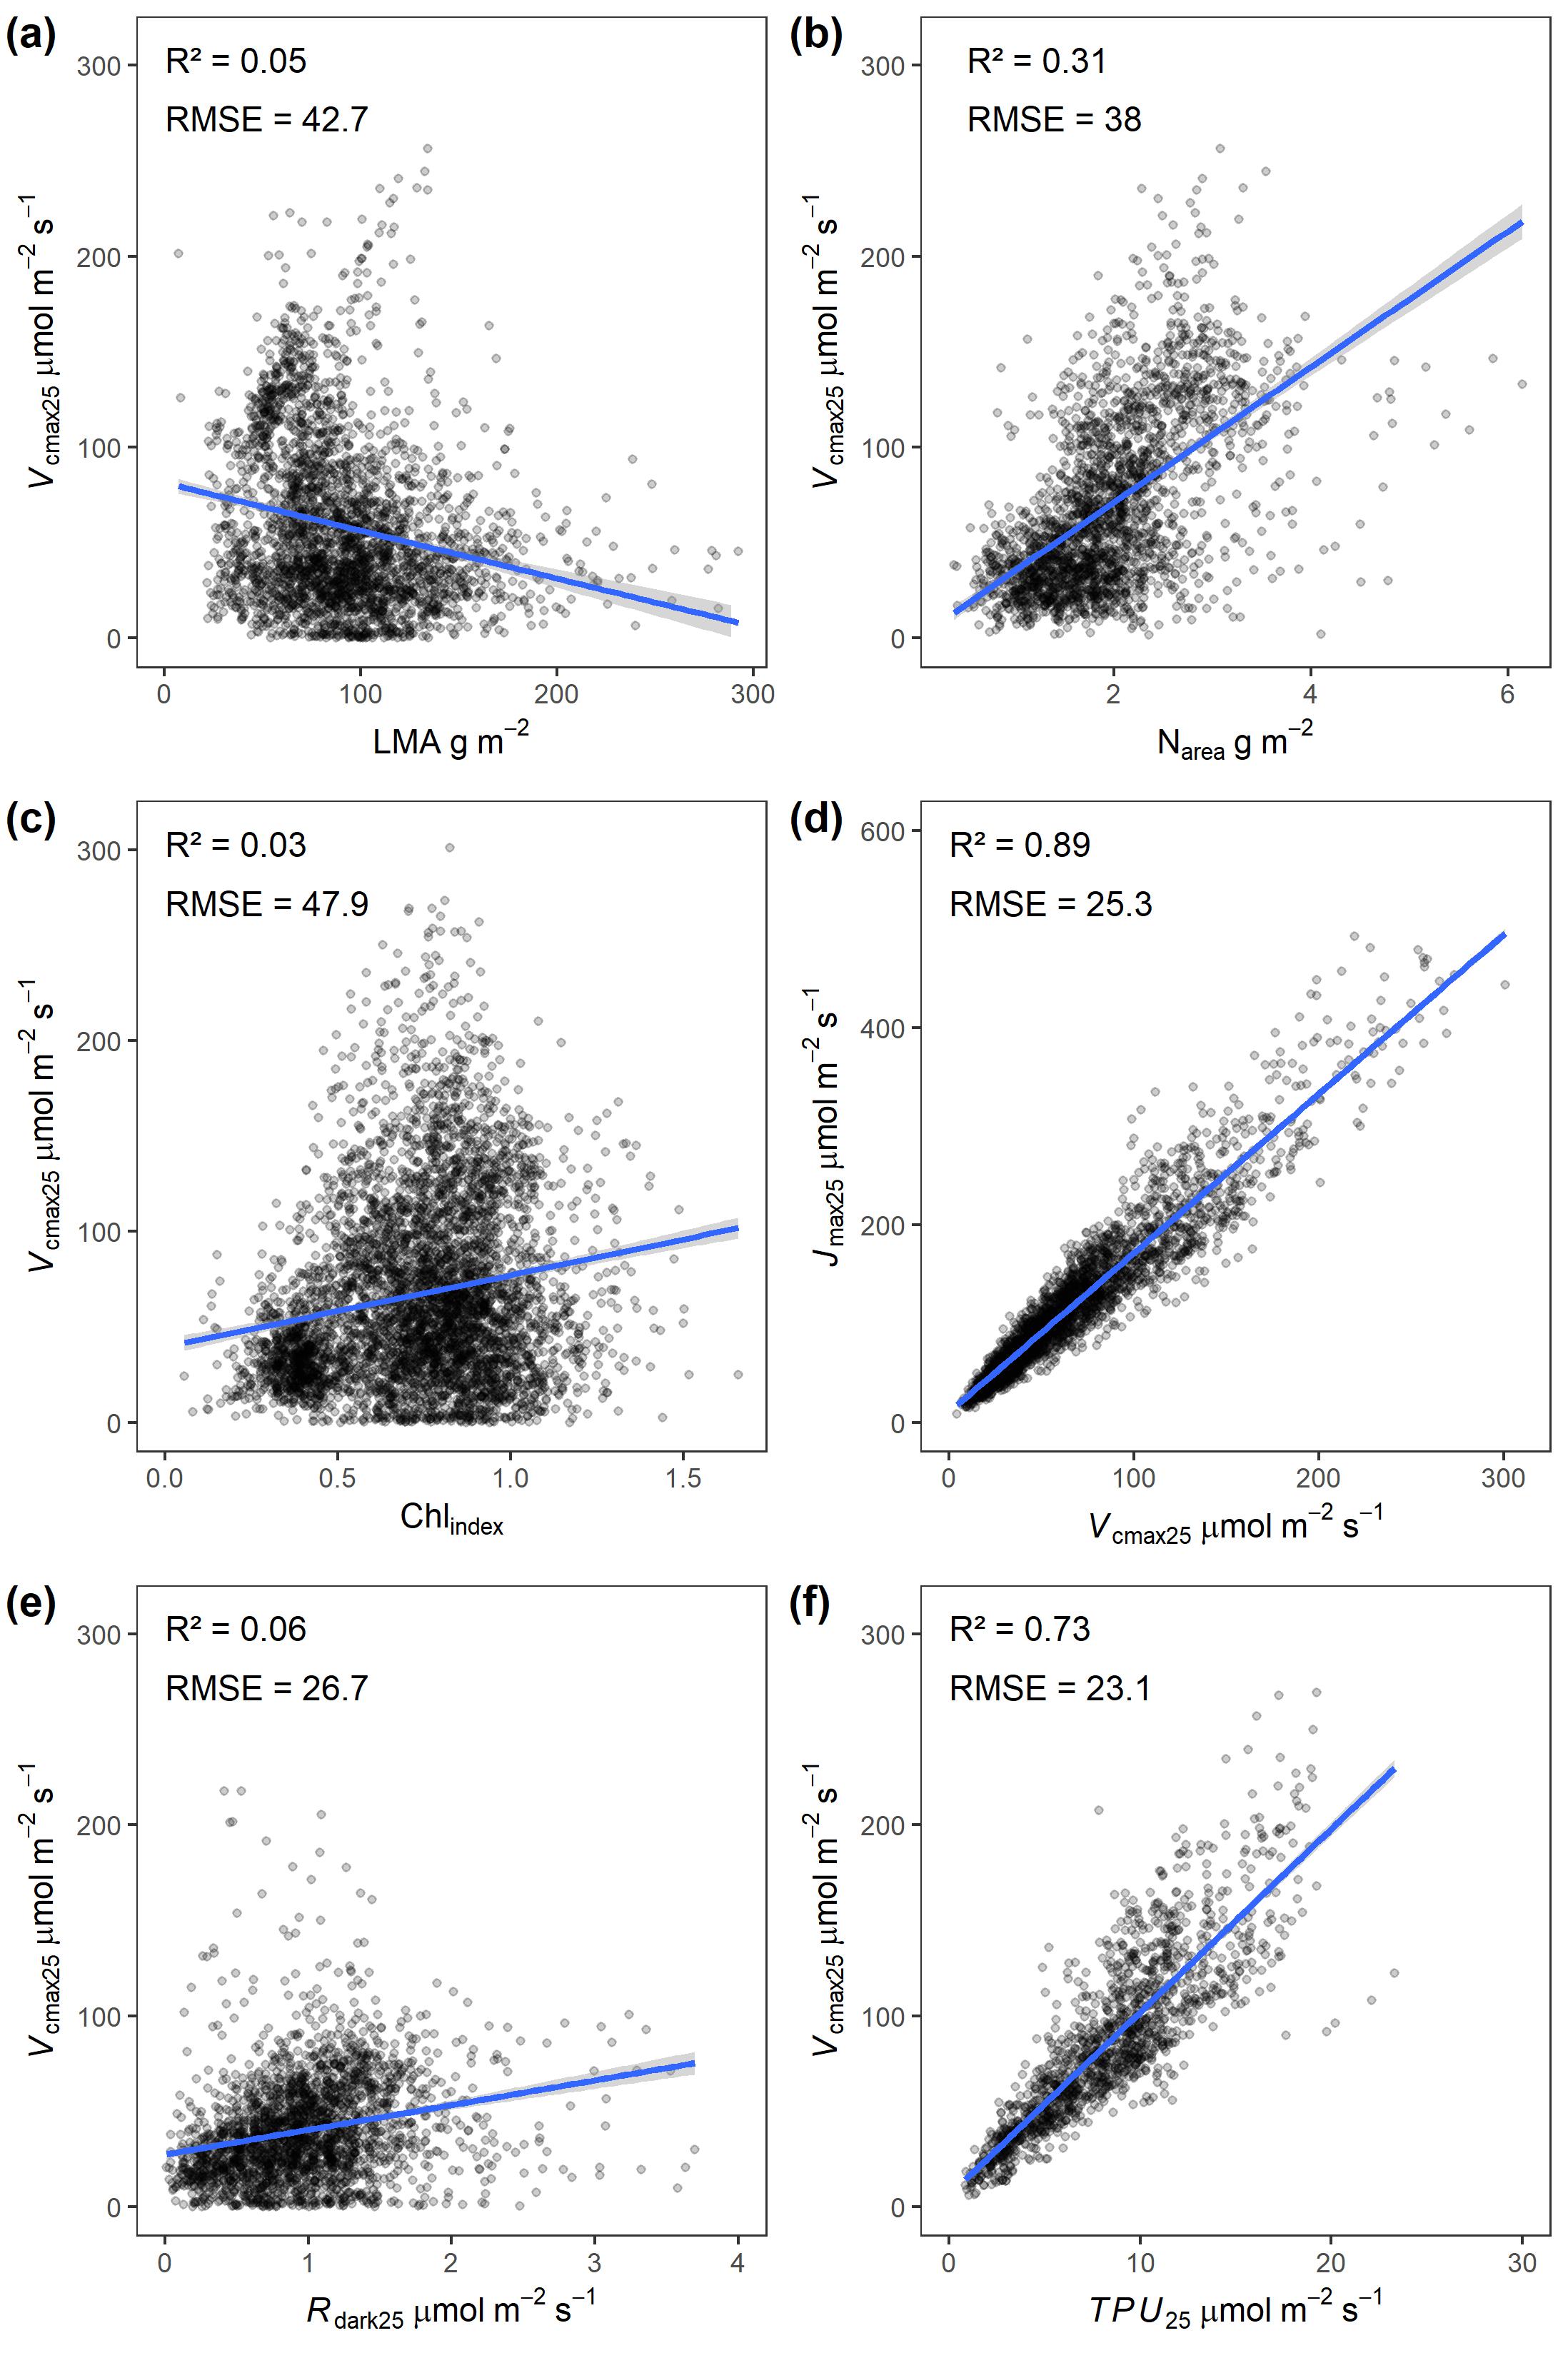 (a)
R² = 0.05
RMSE = 42.7
300
200
100
0
Vcmax25 μmol m−2 s−1
0 100 200 300
LMA g m−2
(b)
R² = 0.31
RMSE = 38
300
200
100
0
Vcmax25 μmol m−2 s−1
2 4 6
Narea g m−2
(c)
R² = 0.03
RMSE = 47.9
300
200
100
0
Vcmax25 μmol m−2 s−1
0.0 0.5 1.0 1.5
Chlindex
(d)
R² = 0.89
RMSE = 25.3
600
400
200
0
Jmax25 μmol m−2 s−1
0 100 200 300
Vcmax25 μmol m−2 s−1
(e)
R² = 0.06
RMSE = 26.7
300
200
100
0
Vcmax25 μmol m−2 s−1
0 1 2 3 4
Rdark25 μmol m−2 s−1
(f)
R² = 0.73
RMSE = 23.1
300
200
100
0
Vcmax25 μmol m−2 s−1
0 10 20 30
TPU25 μmol m−2 s−1